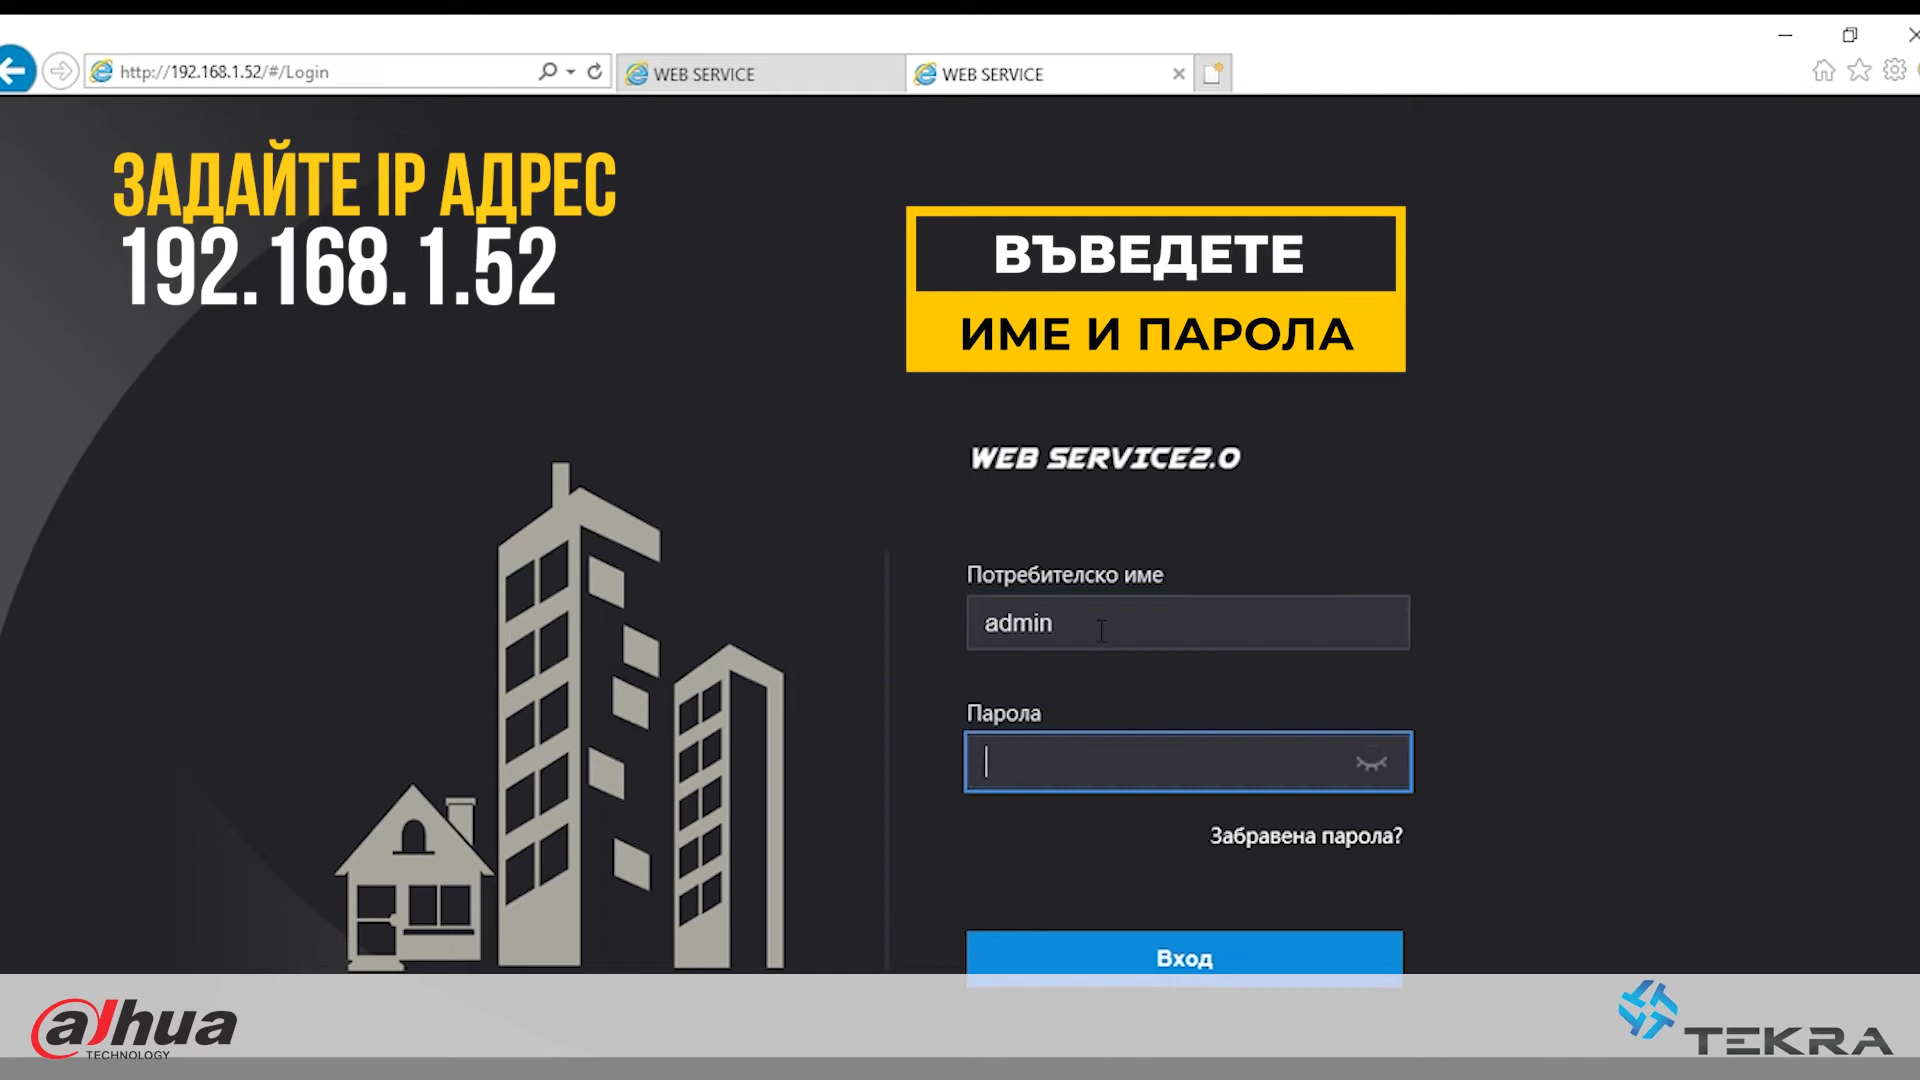 http://192.168.1.52/#/Login
WEB SERVICE
WEB SERVICE
ЗАДАЙТЕ IP АДРЕС
192.168.1.52
ВЪВЕДЕТЕ
ИМЕ И ПАРОЛА
WEB SERVICE2.0
Потребителско име
admin
Парола
Забравена парола?
Вход
alhua
TECHNOLOGY
TEKRA